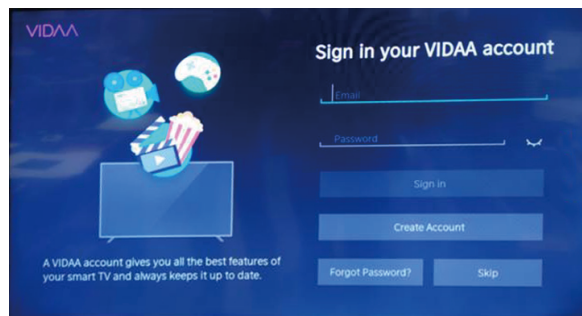 VIDAA
Sign in your VIDAA account
Email
Password
Sign in
Create Account
A VIDAA account gives you all the best features of
your smart TV and always keeps it up to date.
Forgot Password?
Skip